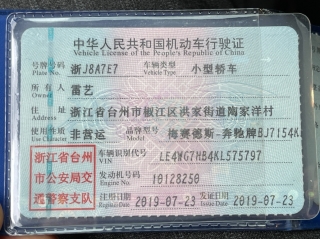 中华人民共和国机动车行驶证
Vehicle License of the People's Republic of China
号牌号码 浙J8A7E7 车辆类型 小型轿车
Plate No. Vehicle Type
所有人 雷艺
Owner
住址 浙江省台州市椒江区洪家街道陶家洋村
Address
使用性质 非营运 品牌型号 梅赛德斯-奔驰牌BJ7154K
Use Character Model
浙江省台州 车辆识别代号 LE4WG7HB4KL575797
VIN
市公安局交 发动机号码 10128250
Engine No.
通警察支队 注册日期 2019-07-23 发证日期 2019-07-23
Register Date Issue Date